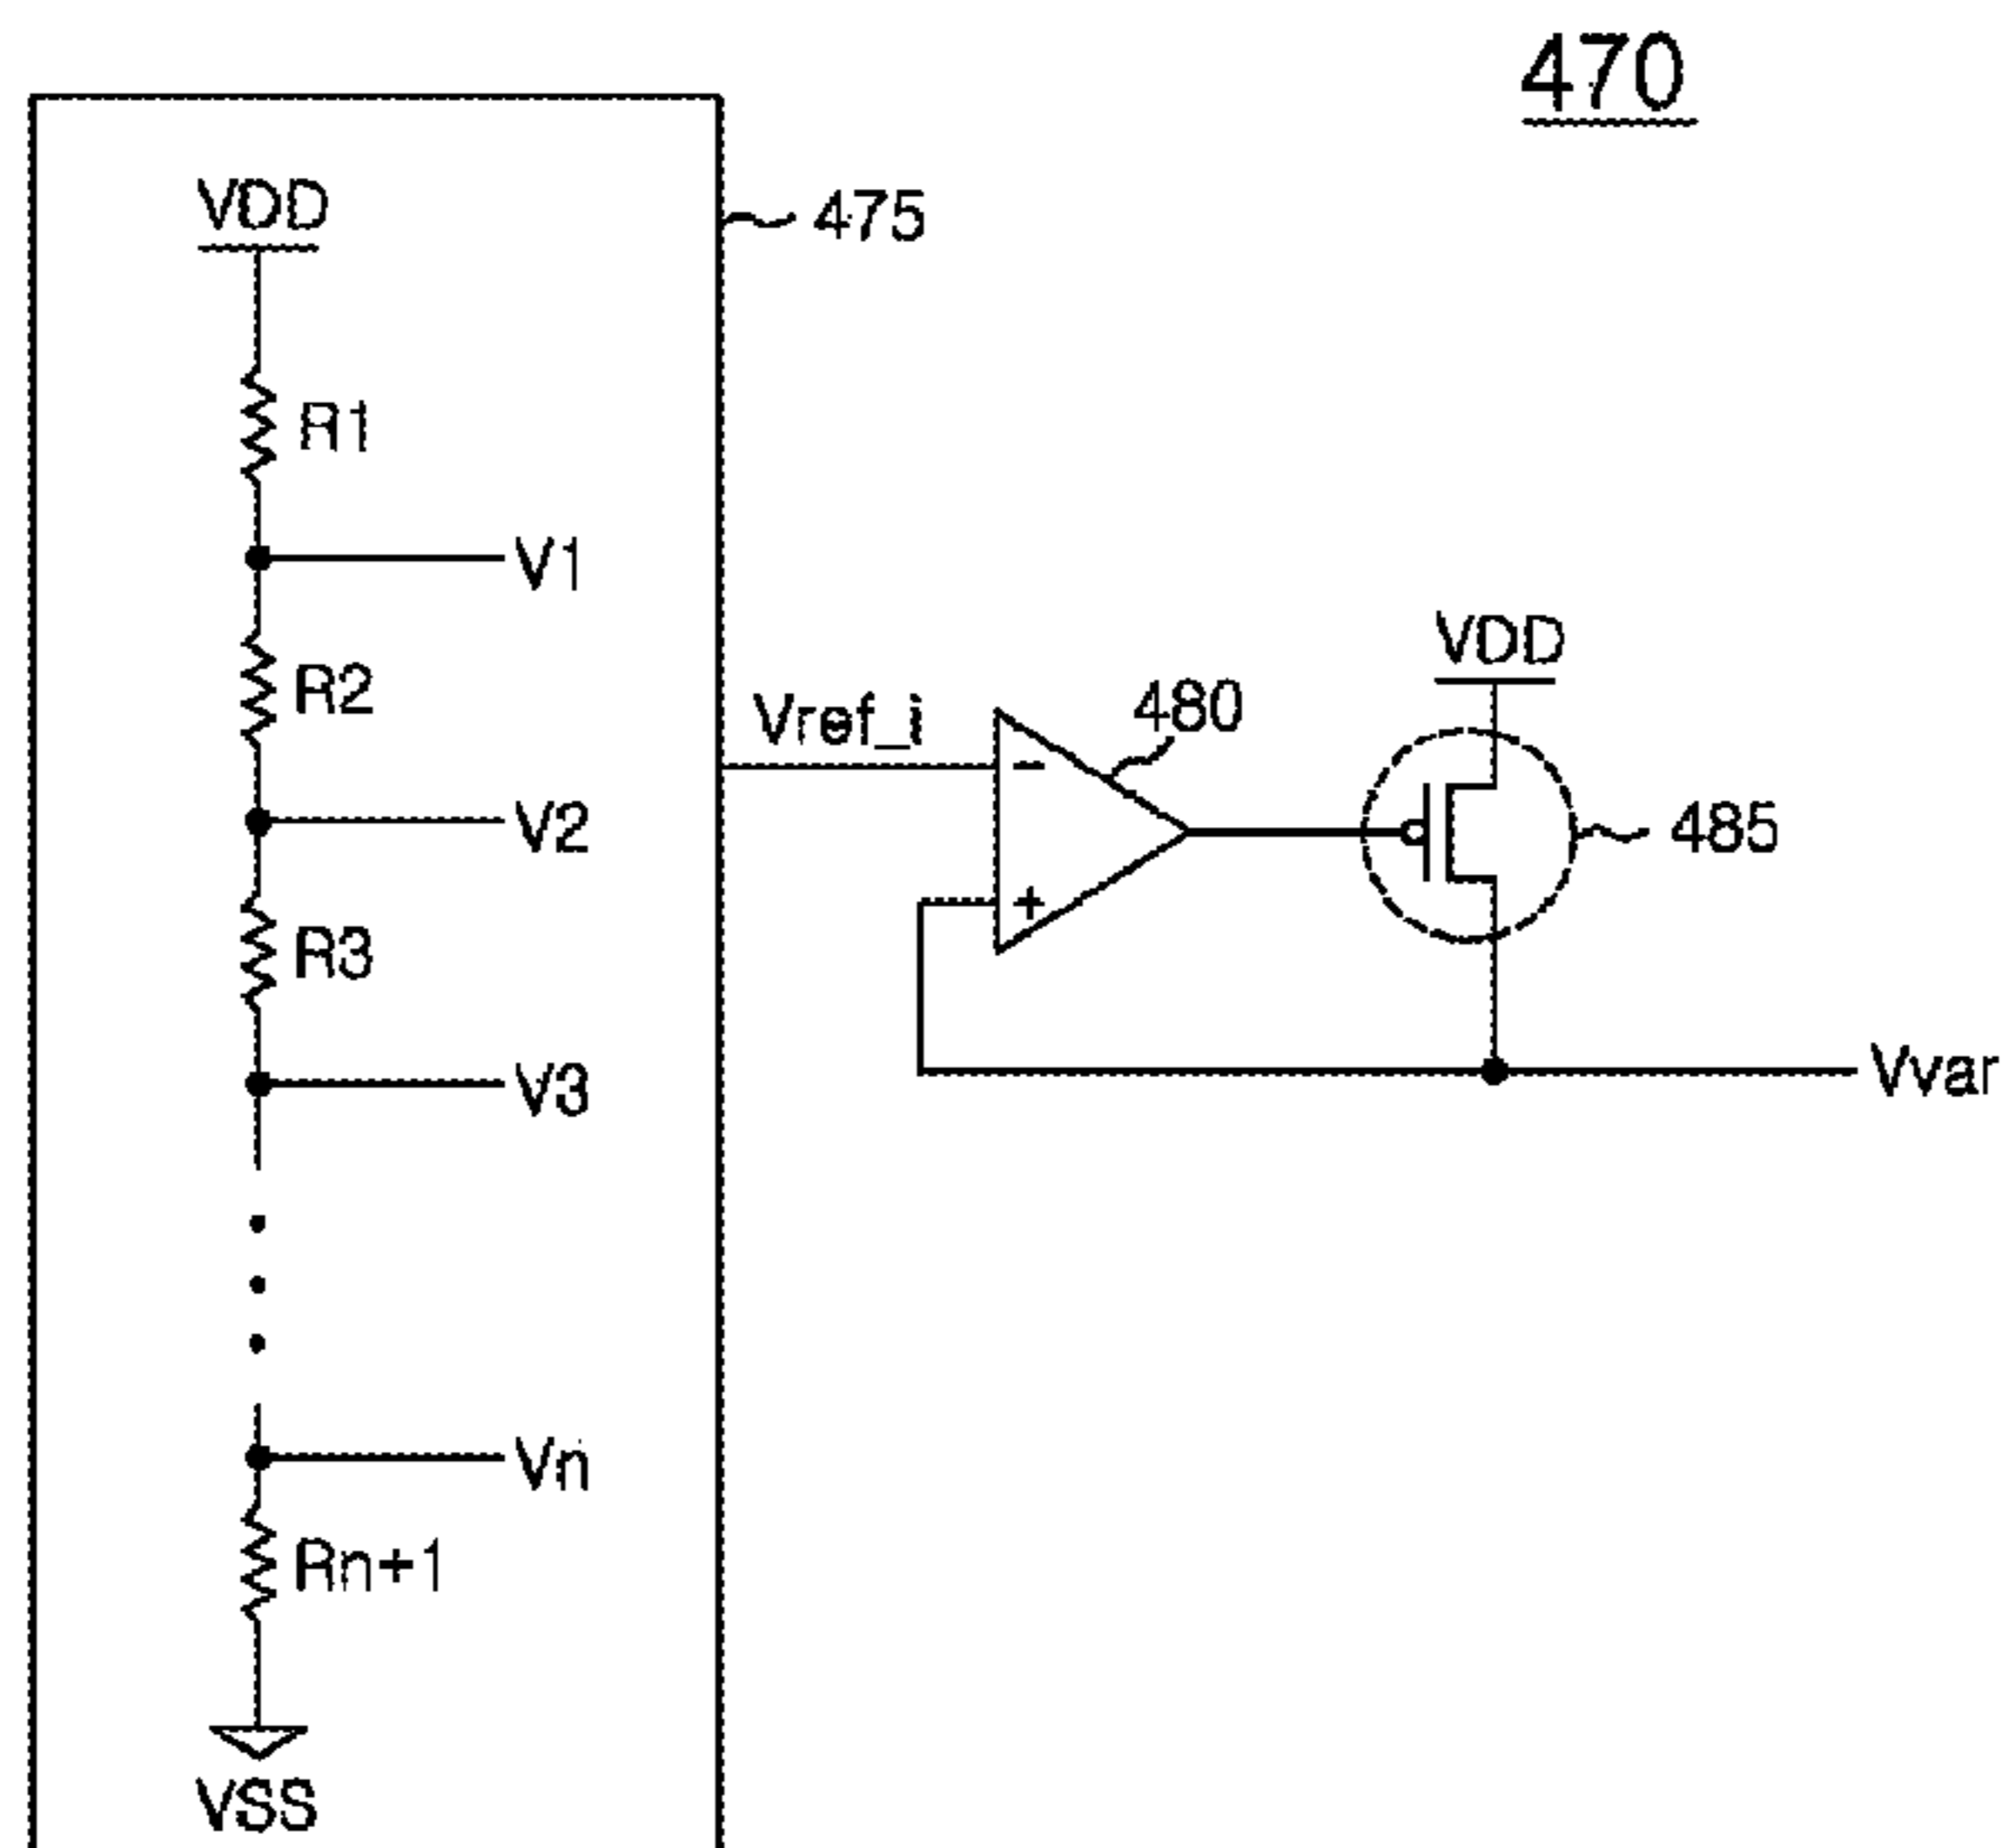 470
VDD
475
R1
V1
R2
V2
R3
V3
Vn
Rn+1
VSS
Vref_i
-
+
480
VDD
485
Vvar